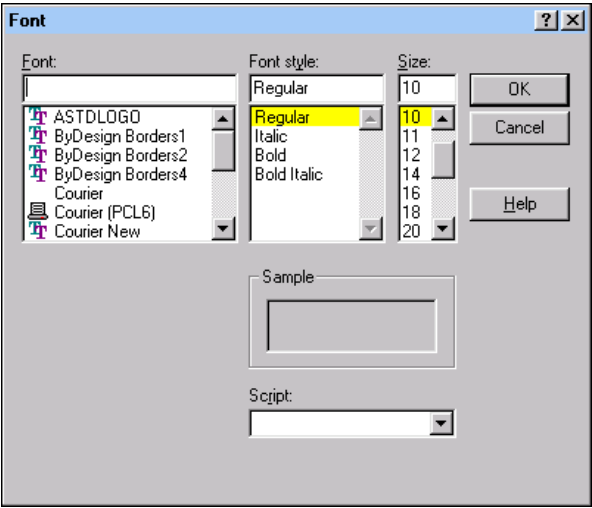 Font
?
Font:
Font style:
Size:
Regular
10
OK
ASTDLOGO
ByDesign Borders1
ByDesign Borders2
ByDesign Borders4
Courier
Courier (PCL6)
Courier New
Regular
Italic
Bold
Bold Italic
10
11
12
14
16
18
20
Cancel
Help
Sample
Script: